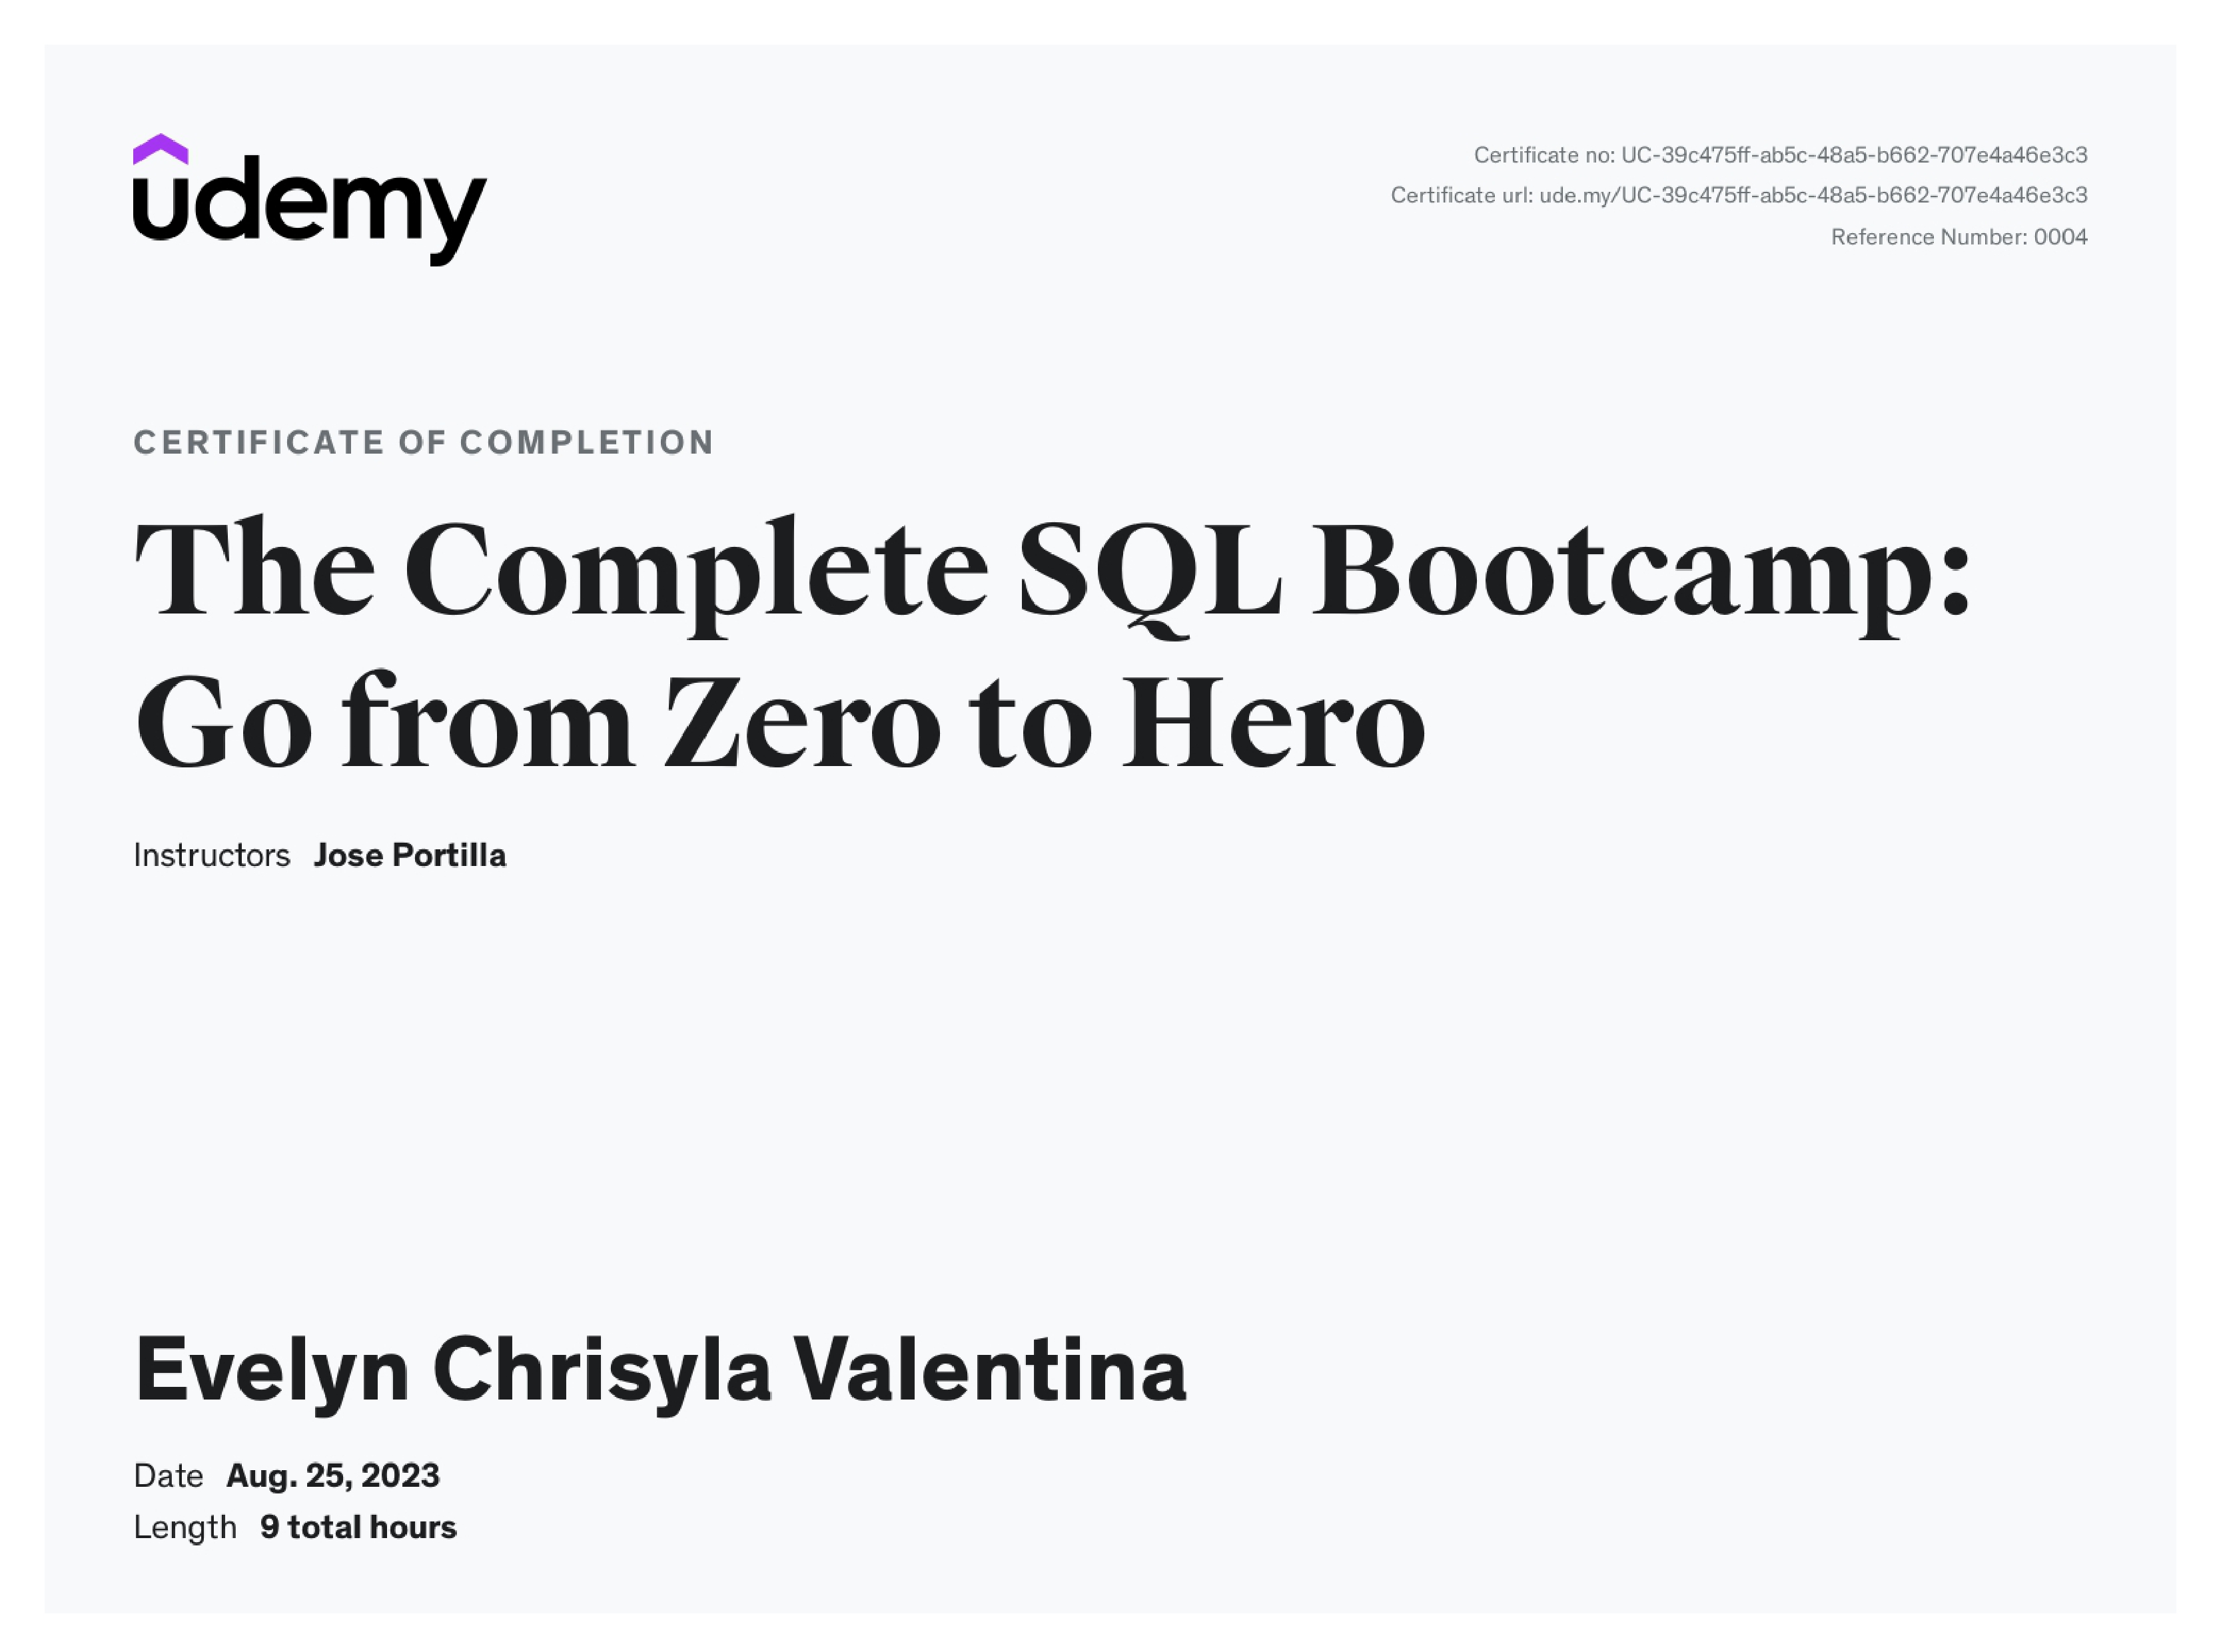 udemy
Certificate no: UC-39c475ff-ab5c-48a5-b662-707e4a46e3c3
Certificate url: ude.my/UC-39c475ff-ab5c-48a5-b662-707e4a46e3c3
Reference Number: 0004
CERTIFICATE OF COMPLETION
The Complete SQL Bootcamp:
Go from Zero to Hero
Instructors Jose Portilla
Evelyn Chrisyla Valentina
Date Aug. 25, 2023
Length 9 total hours